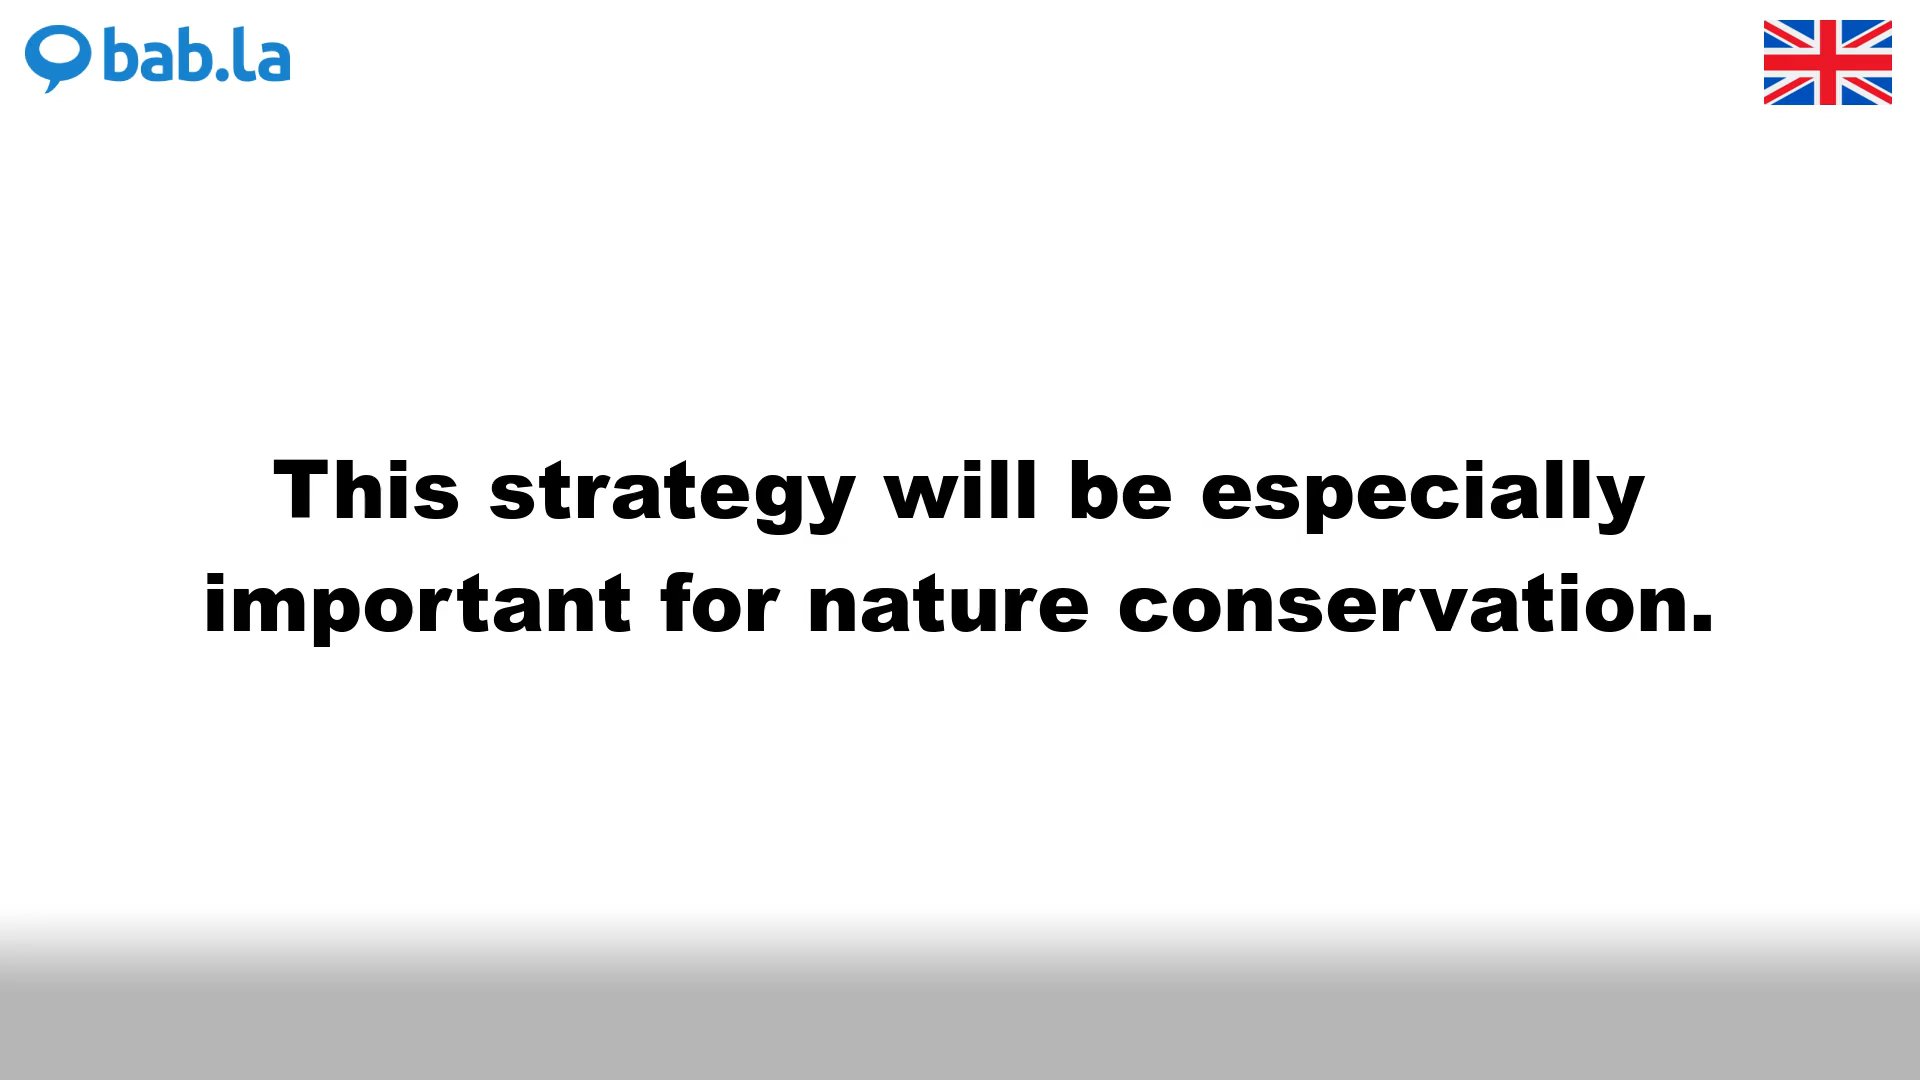 bab.la
This strategy will be especially
important for nature conservation.